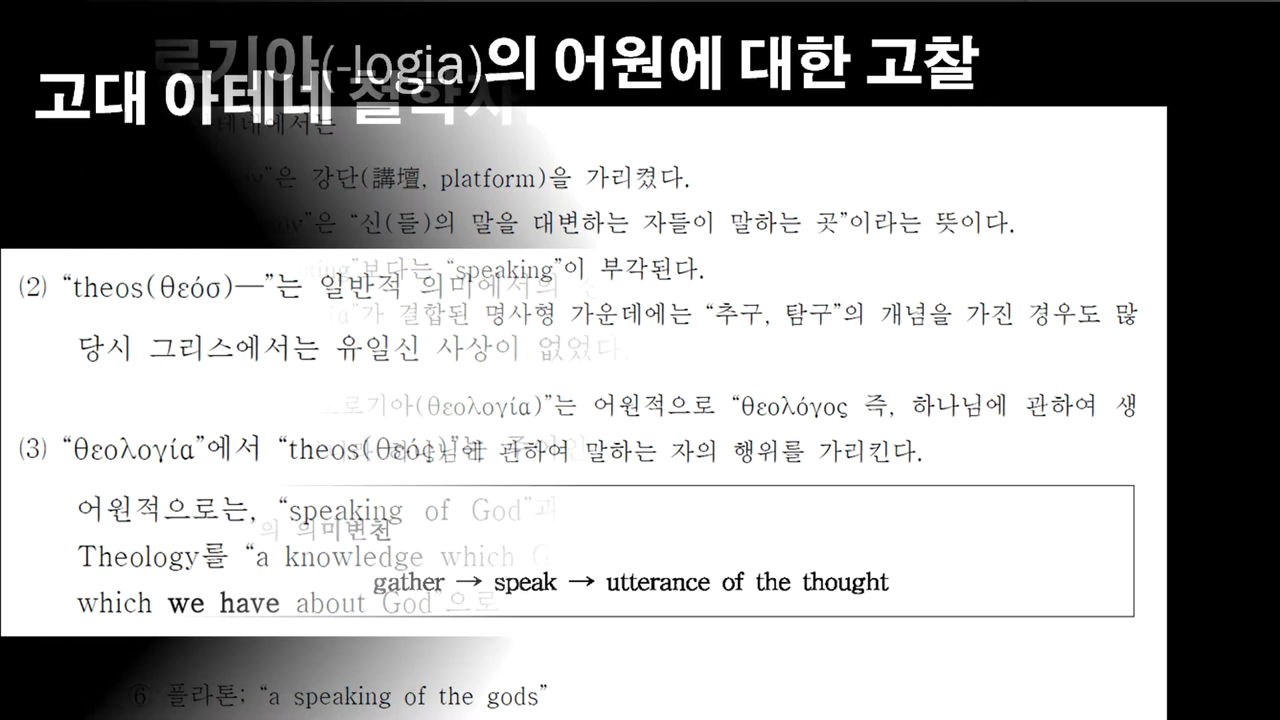 로기아(-logia)의 어원에 대한 고찰
고대 아테네 철학자
테네에서는
은 강단(講壇, platform)을 가리켰다.
”은 “신(들)의 말을 대변하는 자들이 말하는 곳”이라는 뜻이다.
king”보다는 “speaking”이 부각된다.
(2) “theos(θεόσ)—”는 일반적 의미에서의
가 결합된 명사형 가운데에는 “추구, 탐구”의 개념을 가진 경우도 많
당시 그리스에서는 유일신 사상이 없었다.
로기아(θεολογία)”는 어원적으로 “θεολόγος 즉, 하나님에 관하여 생
(3) “θεολογία”에서 “theos(θεός)”는
관하여 말하는 자의 행위를 가리킨다.
어원적으로는, “speaking of God”과
의 의미변천
Theology를 “a knowledge which G
gather → speak → utterance of the thought
which we have about God”으로
⑥ 플라톤; “a speaking of the gods”